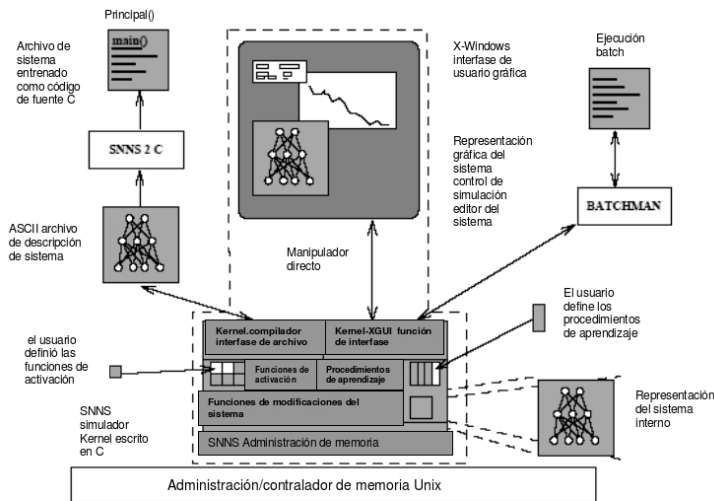 Principal()
Archivo de
sistema
entrenado
como código
de fuente C
main()
SNNS 2 C
ASCII archivo
de descripción
de sistema
X-Windows
interfase de
usuario gráfica
Ejecución
batch
Representación
gráfica del sistema
control de
simulación
editor del
sistema
BATCHMAN
Manipulador
directo
El usuario
define los
procedimientos
de aprendizaje
el usuario
definió las
funciones de
activación
Kernel.compilador
interfase de archivo
Kernel-XGUI función
de interfase
Funciones de
activación
Procedimientos
de aprendizaje
Funciones de modificaciones del
sistema
SNNS Administración de memoria
SNNS
simulador
Kernel escrito
en C
Representación
del sistema
interno
Administración/contralador de memoria Unix